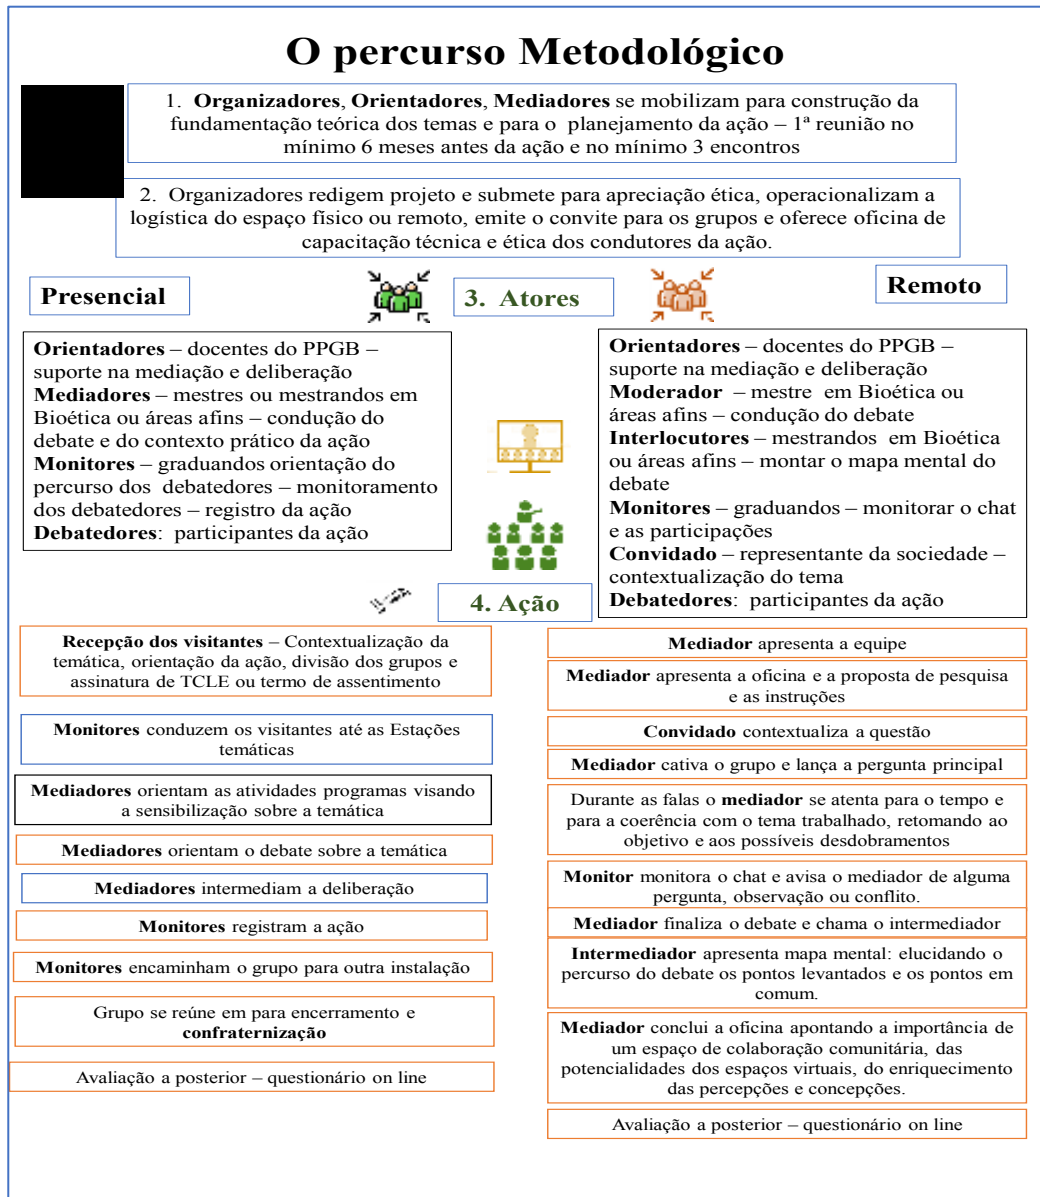 O percurso Metodológico
1. Organizadores, Orientadores, Mediadores se mobilizam para construção da
fundamentação teórica dos temas e para o planejamento da ação – 1ª reunião no
mínimo 6 meses antes da ação e no mínimo 3 encontros
2. Organizadores redigem projeto e submete para apreciação ética, operacionalizam a
logística do espaço físico ou remoto, emite o convite para os grupos e oferece oficina de
capacitação técnica e ética dos condutores da ação.
Presencial
3. Atores
Remoto
Orientadores – docentes do PPGB –
suporte na mediação e deliberação
Mediadores – mestres ou mestrandos em
Bioética ou áreas afins – condução do
debate e do contexto prático da ação
Monitores – graduandos orientação do
percurso dos debatedores – monitoramento
dos debatedores – registro da ação
Debatedores: participantes da ação
Orientadores – docentes do PPGB –
suporte na mediação e deliberação
Moderador – mestre em Bioética ou
áreas afins – condução do debate
Interlocutores – mestrandos em Bioética
ou áreas afins – montar o mapa mental do
debate
Monitores – graduandos – monitorar o chat
e as participações
Convidado – representante da sociedade –
contextualização do tema
Debatedores: participantes da ação
4. Ação
Recepção dos visitantes – Contextualização da
temática, orientação da ação, divisão dos grupos e
assinatura de TCLE ou termo de assentimento
Monitores conduzem os visitantes até as Estações
temáticas
Mediadores orientam as atividades programas visando
a sensibilização sobre a temática
Mediadores orientam o debate sobre a temática
Mediadores intermediam a deliberação
Monitores registram a ação
Monitores encaminham o grupo para outra instalação
Grupo se reúne em para encerramento e
confraternização
Avaliação a posterior – questionário on line
Mediador apresenta a equipe
Mediador apresenta a oficina e a proposta de pesquisa
e as instruções
Convidado contextualiza a questão
Mediador cativa o grupo e lança a pergunta principal
Durante as falas o mediador se atenta para o tempo e
para a coerência com o tema trabalhado, retomando ao
objetivo e aos possíveis desdobramentos
Monitor monitora o chat e avisa o mediador de alguma
pergunta, observação ou conflito.
Mediador finaliza o debate e chama o intermediador
Intermediador apresenta mapa mental: elucidando o
percurso do debate os pontos levantados e os pontos em
comum.
Mediador conclui a oficina apontando a importância de
um espaço de colaboração comunitária, das
potencialidades dos espaços virtuais, do enriquecimento
das percepções e concepções.
Avaliação a posterior – questionário on line